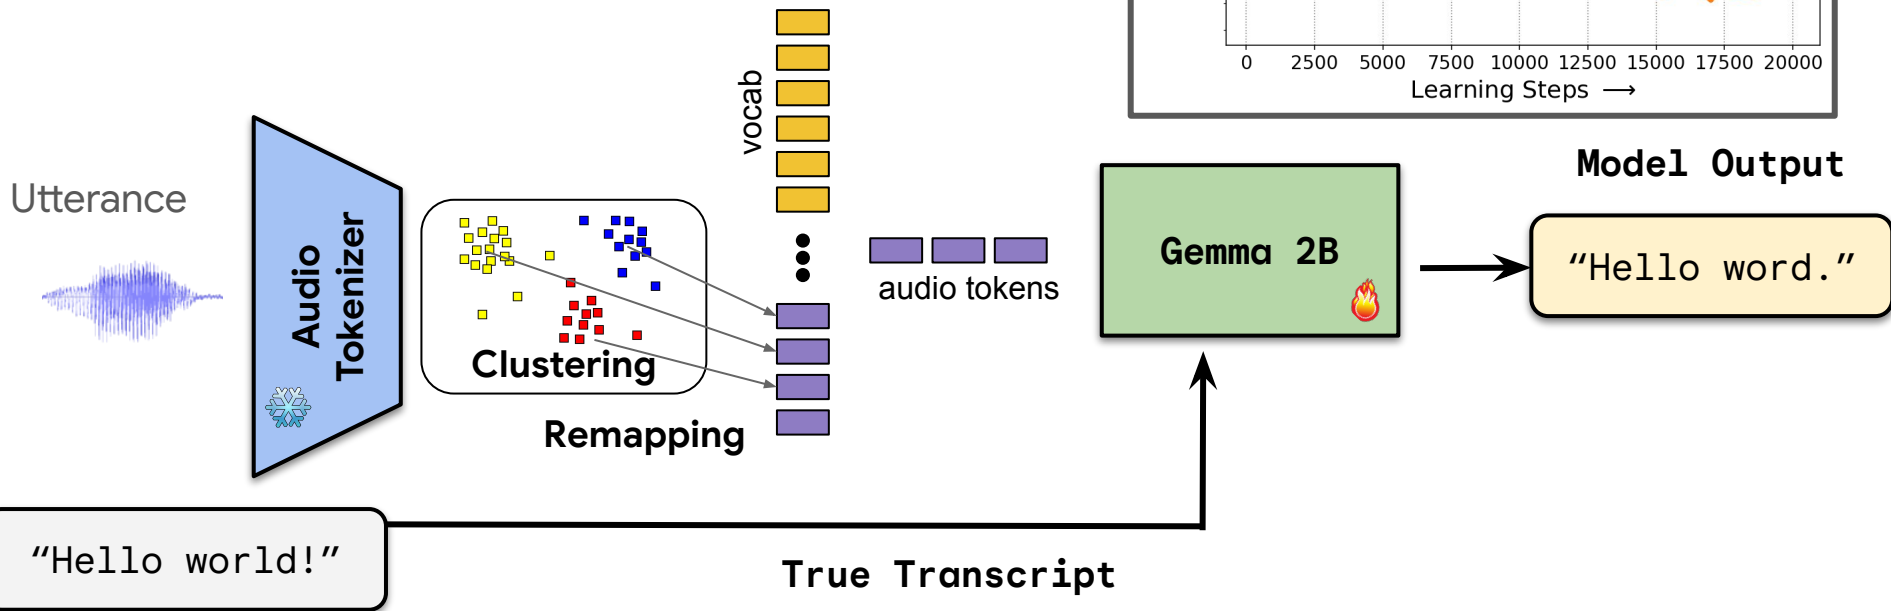 0 2500 5000 7500 10000 12500 15000 17500 20000
Learning Steps →
vocab
Utterance
Audio
Tokenizer
Clustering
Remapping
audio tokens
Gemma 2B
Model Output
“Hello word.”
“Hello world!”
True Transcript